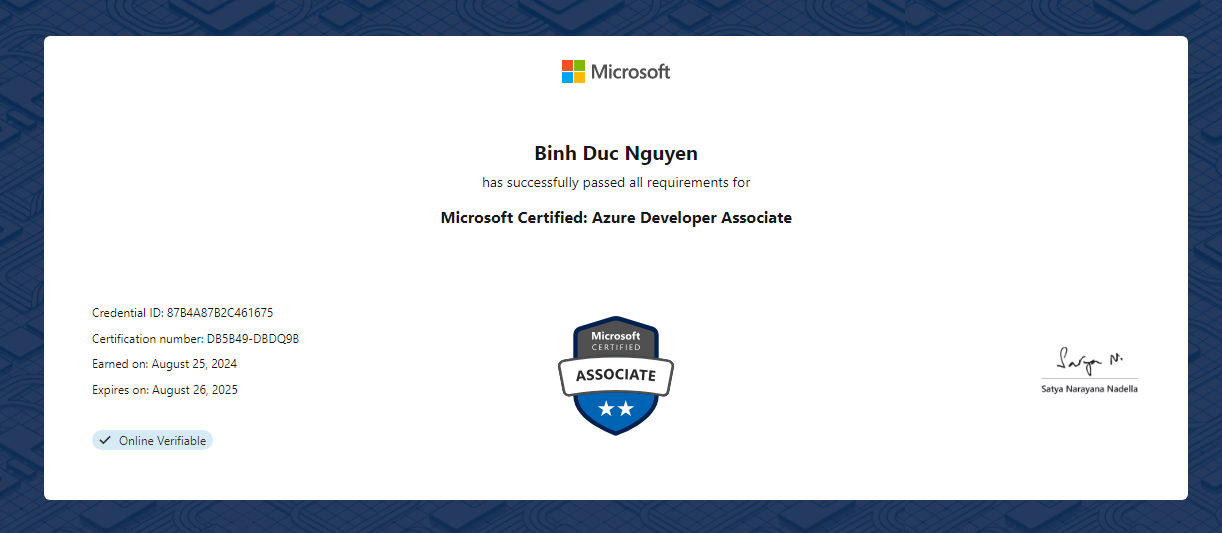 Microsoft
Binh Duc Nguyen
has successfully passed all requirements for
Microsoft Certified: Azure Developer Associate
Credential ID: 87B4A87B2C461675
Certification number: DB5B49-DBDQ9B
Earned on: August 25, 2024
Expires on: August 26, 2025
Online Verifiable
Microsoft
CERTIFIED
ASSOCIATE
Satya N.
Satya Narayana Nadella